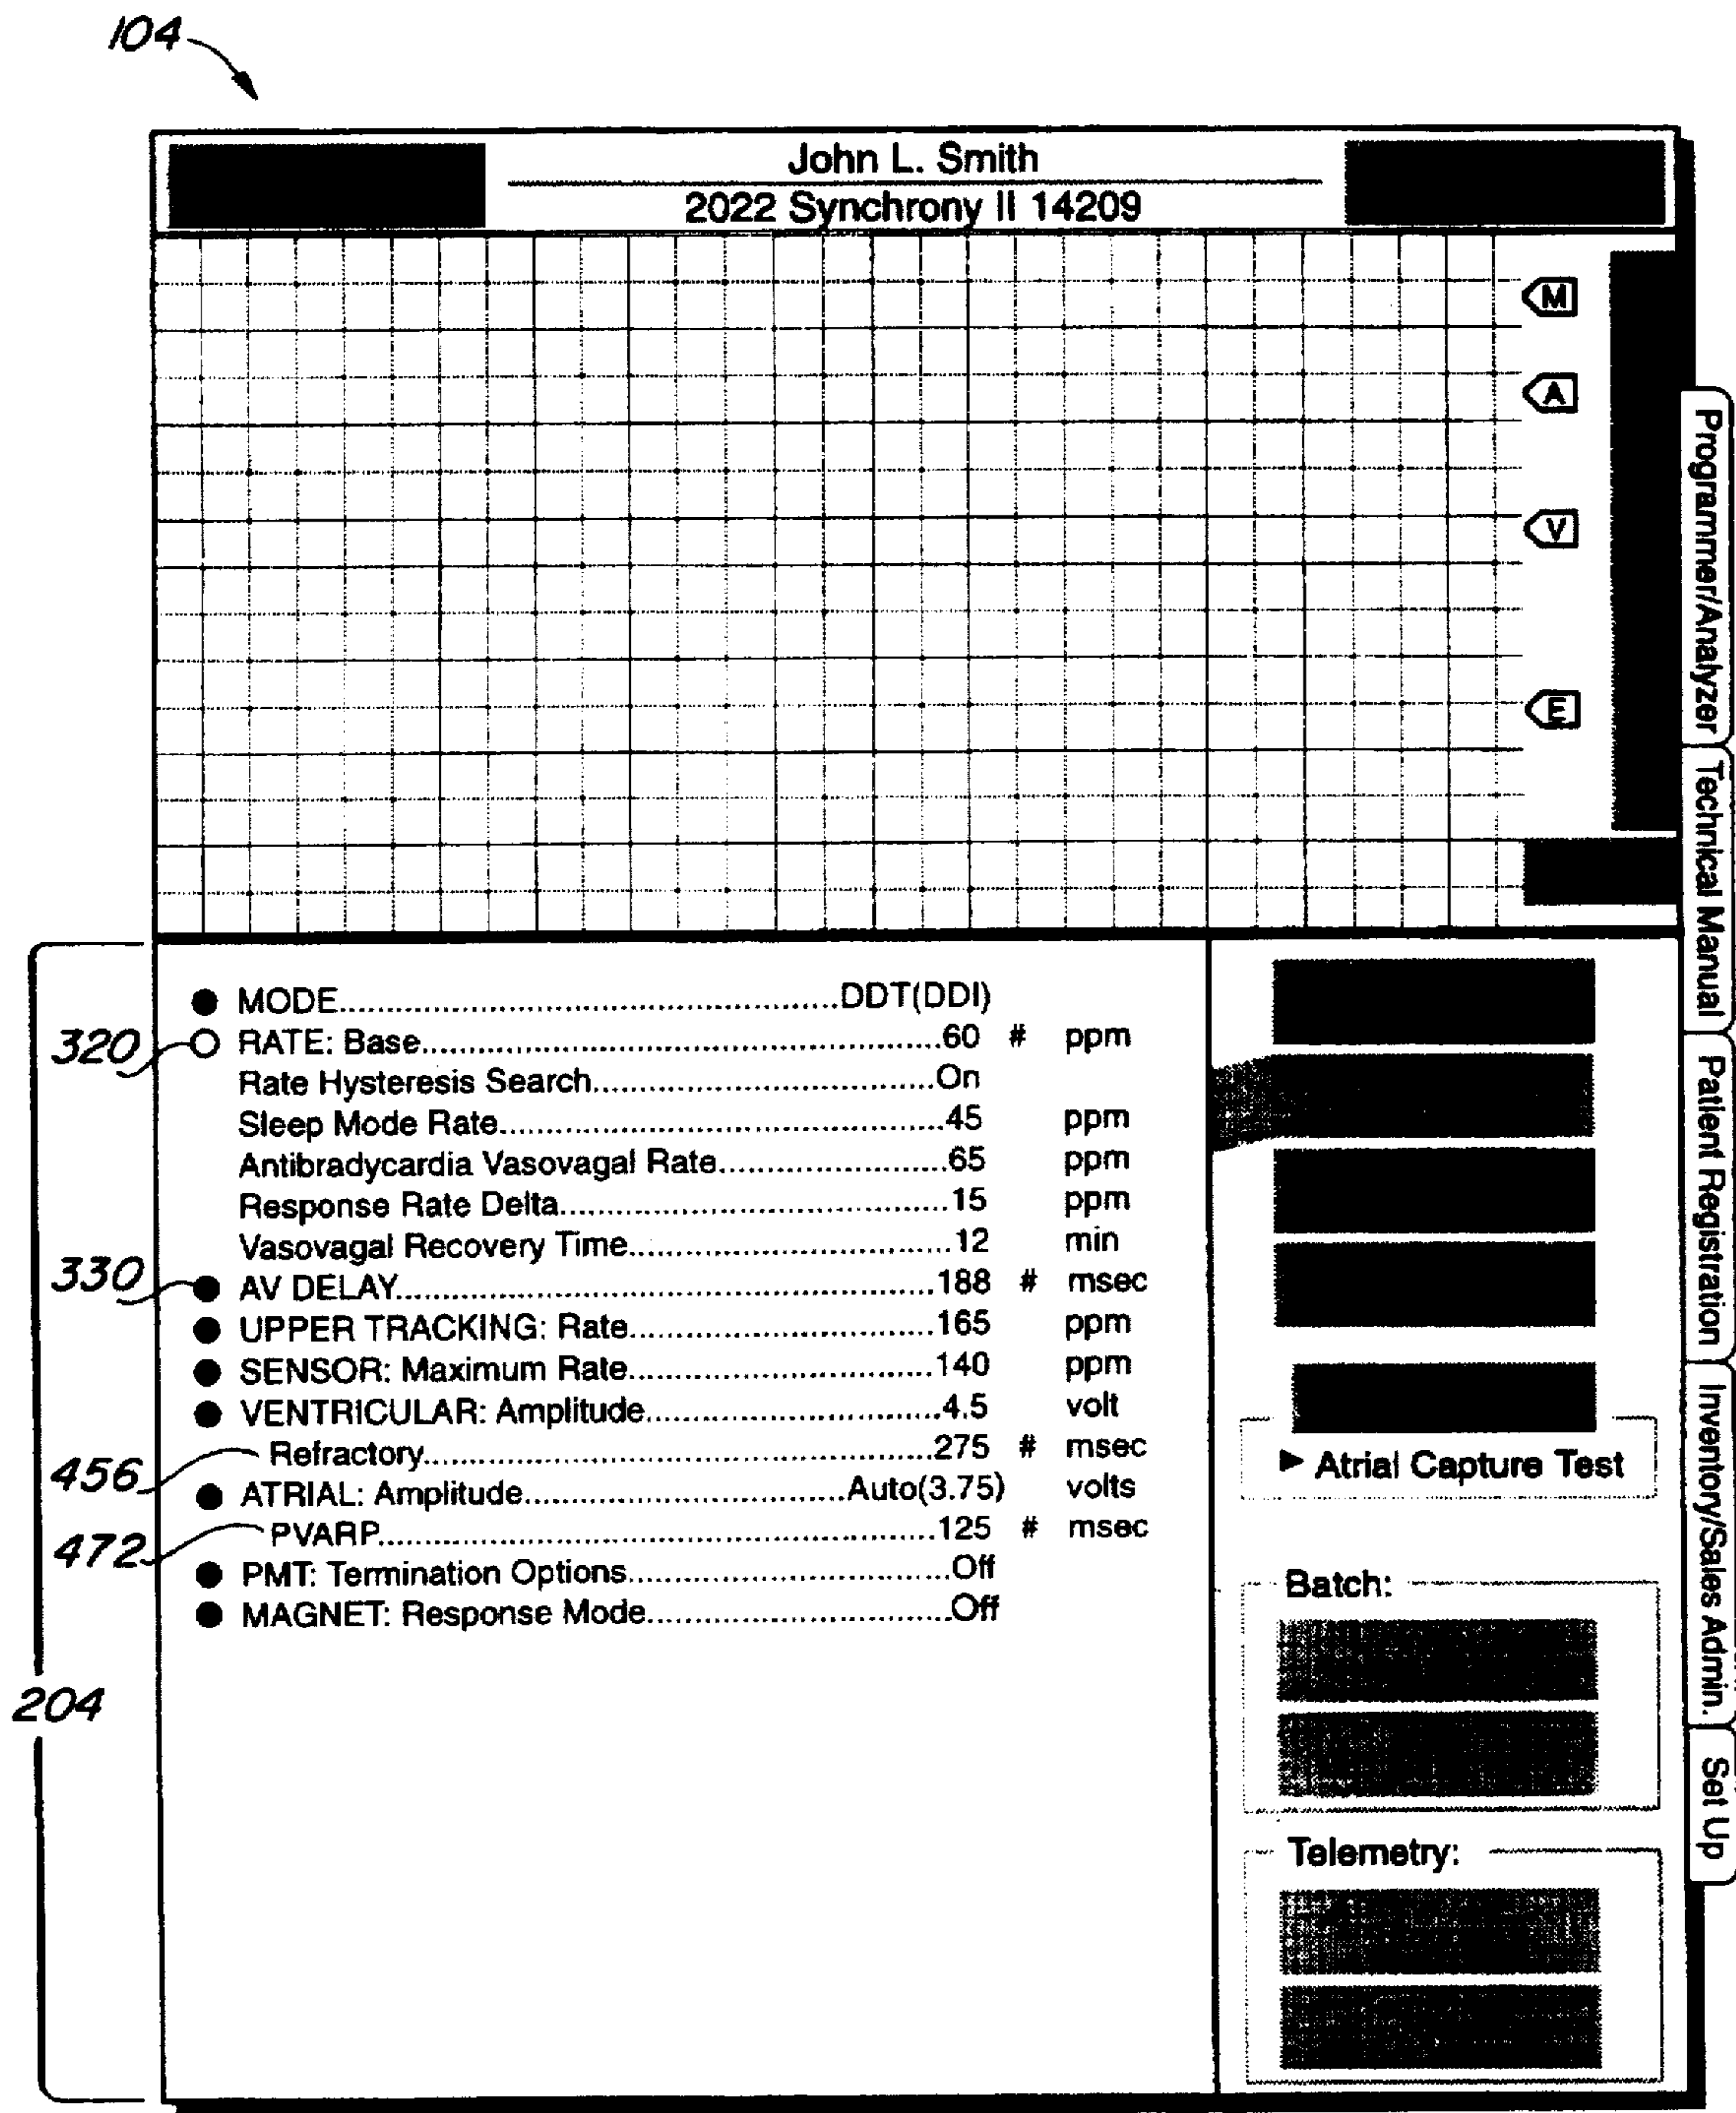 104
John L. Smith
2022 Synchrony II 14209
M
A
V
E
Programmer/Analyzer
Technical Manual
Patient Registration
Inventory/Sales Admin.
Set Up
204
MODE..........DDT(DDI)
320 RATE: Base..........60 # ppm
Rate Hysteresis Search..........On
Sleep Mode Rate..........45 ppm
Antibradycardia Vasovagal Rate..........65 ppm
Response Rate Delta..........15 ppm
Vasovagal Recovery Time..........12 min
330 AV DELAY..........188 # msec
UPPER TRACKING: Rate..........165 ppm
SENSOR: Maximum Rate..........140 ppm
VENTRICULAR: Amplitude..........4.5 volt
456 Refractory..........275 # msec
ATRIAL: Amplitude..........Auto(3.75) volts
472 PVARP..........125 # msec
PMT: Termination Options..........Off
MAGNET: Response Mode..........Off
Atrial Capture Test
Batch:
Telemetry: